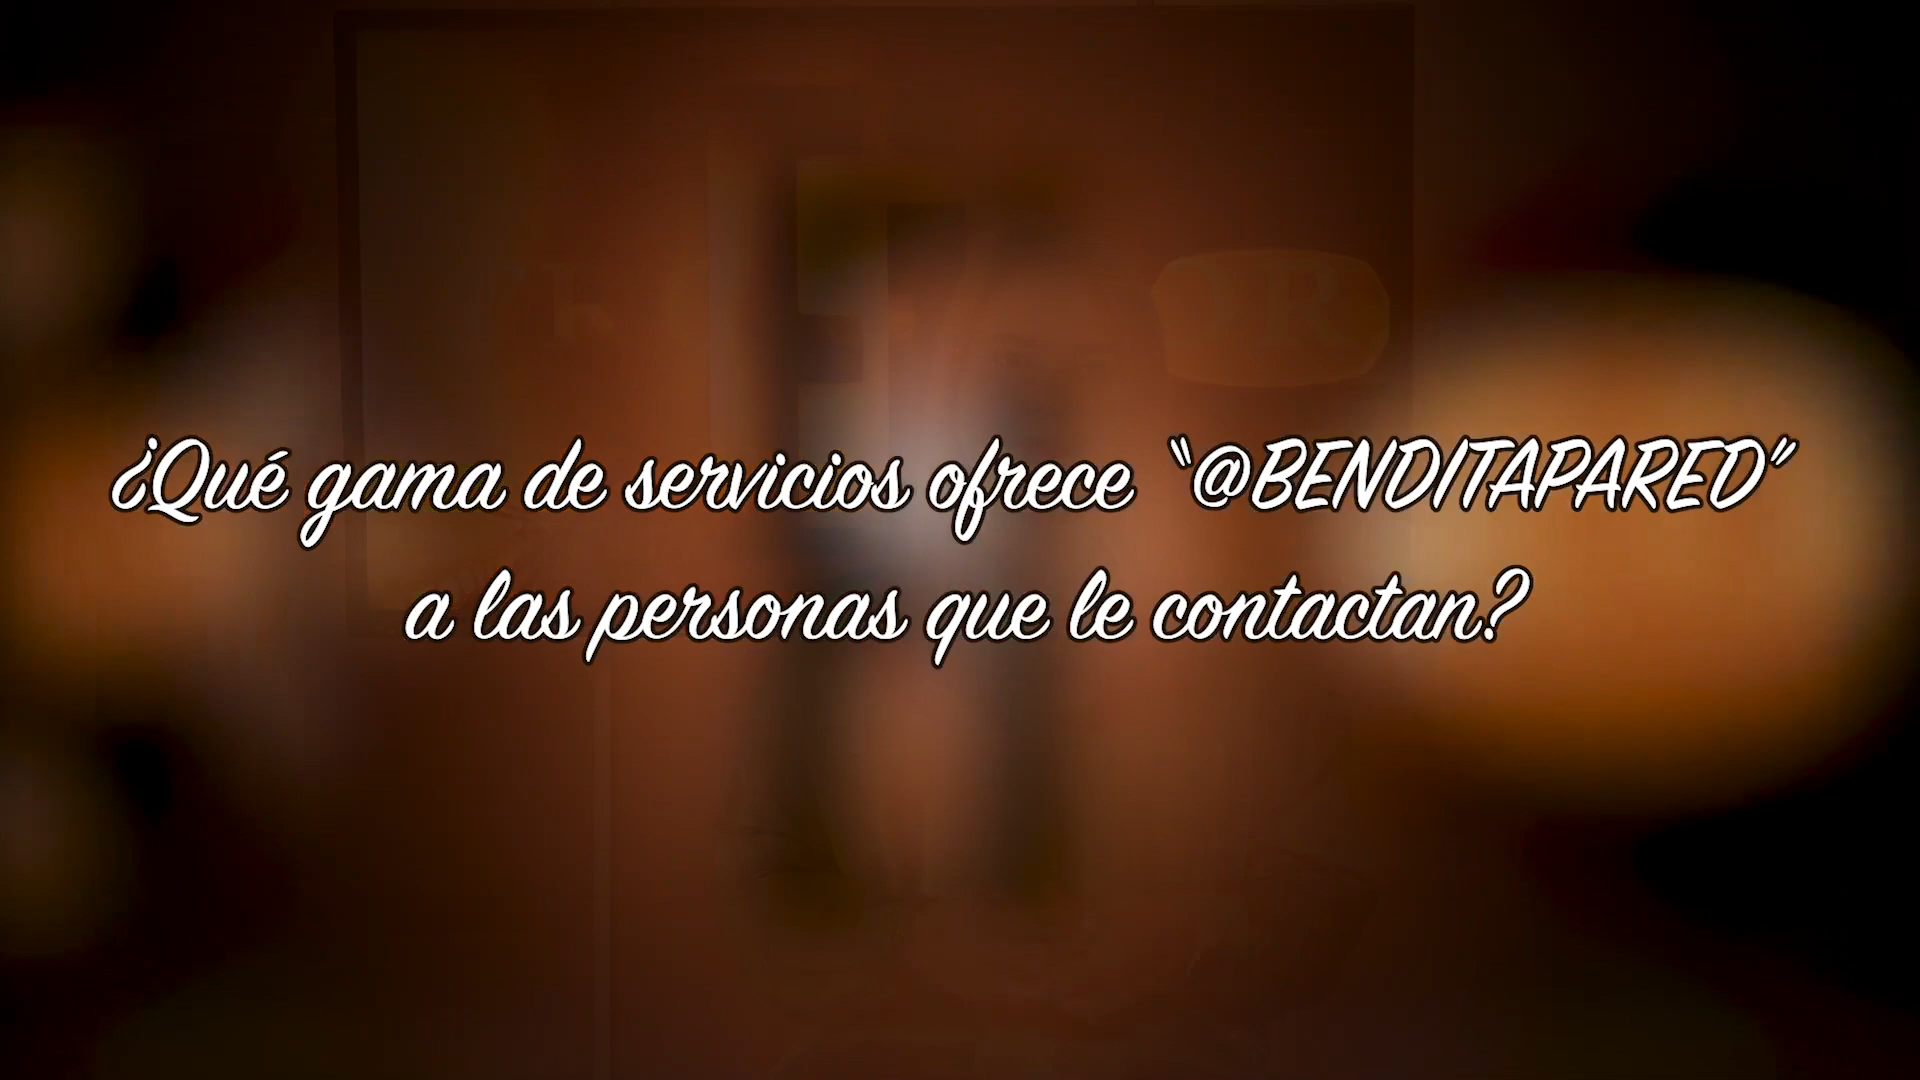 ¿Qué gama de servicios ofrece “@BENDITAPARED”
a las personas que le contactan?